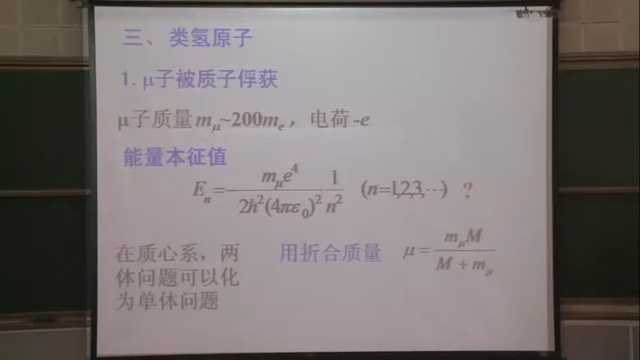 三、类氢原子
1. μ子被质子俘获
μ子质量 m_μ~200m_e，电荷 -e
能量本征值
E_n = - m_μ e^4 / 2ħ^2(4πε_0)^2 1/n^2 (n=1,2,3,⋯) ?
在质心系，两
体问题可以化
为单体问题
用折合质量 μ = m_μ M / M + m_μ